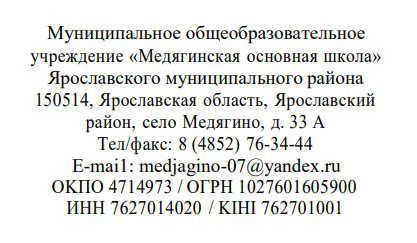 Муниципальное общеобразовательное
учреждение «Медягинская основная школа»
Ярославского муниципального района
150514, Ярославская область, Ярославский
район, село Медягино, д. 33 А
Тел/факс: 8 (4852) 76-34-44
E-mai1: medjagino-07@yandex.ru
ОКПО 4714973 / ОГРН 1027601605900
ИНН 7627014020 / KIHI 762701001